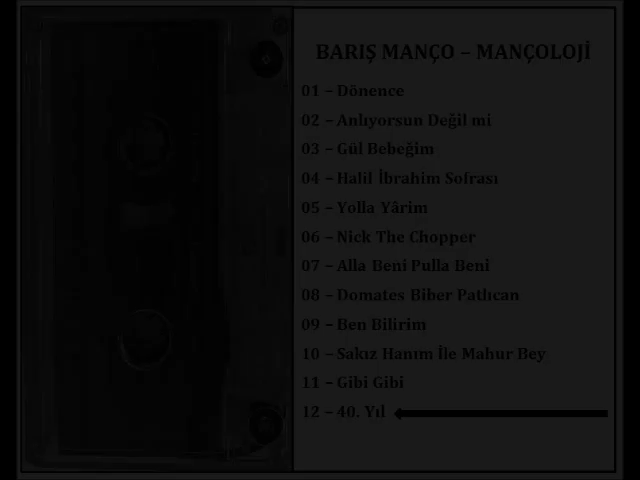 BARIŞ MANÇO – MANÇOLOJİ
01 – Dönence
02 – Anlıyorsun Değil mi
03 – Gül Bebeğim
04 – Halil İbrahim Sofrası
05 – Yolla Yârim
06 – Nick The Chopper
07 – Alla Beni Pulla Beni
08 – Domates Biber Patlıcan
09 – Ben Bilirim
10 – Sakız Hanım İle Mahur Bey
11 – Gibi Gibi
12 – 40. Yıl